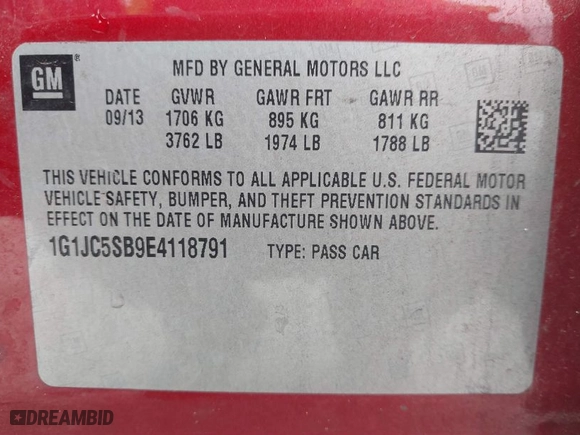 GM ®
MFD BY GENERAL MOTORS LLC
DATE GVWR GAWR FRT GAWR RR
09/13 1706 KG 895 KG 811 KG
3762 LB 1974 LB 1788 LB
THIS VEHICLE CONFORMS TO ALL APPLICABLE U.S. FEDERAL MOTOR
VEHICLE SAFETY, BUMPER, AND THEFT PREVENTION STANDARDS IN
EFFECT ON THE DATE OF MANUFACTURE SHOWN ABOVE.
1G1JC5SB9E4118791 TYPE: PASS CAR
DREAMBID